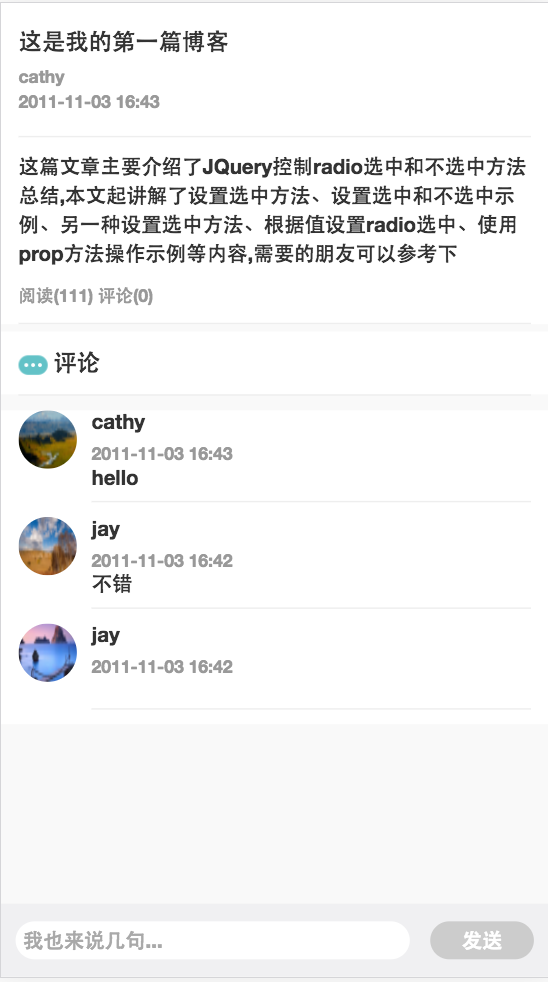 这是我的第一篇博客
cathy
2011-11-03 16:43
这篇文章主要介绍了JQuery控制radio选中和不选中方法
总结,本文起讲解了设置选中方法、设置选中和不选中示
例、另一种设置选中方法、根据值设置radio选中、使用
prop方法操作示例等内容,需要的朋友可以参考下
阅读(111) 评论(0)
评论
cathy
2011-11-03 16:43
hello
jay
2011-11-03 16:42
不错
jay
2011-11-03 16:42
我也来说几句...
发送